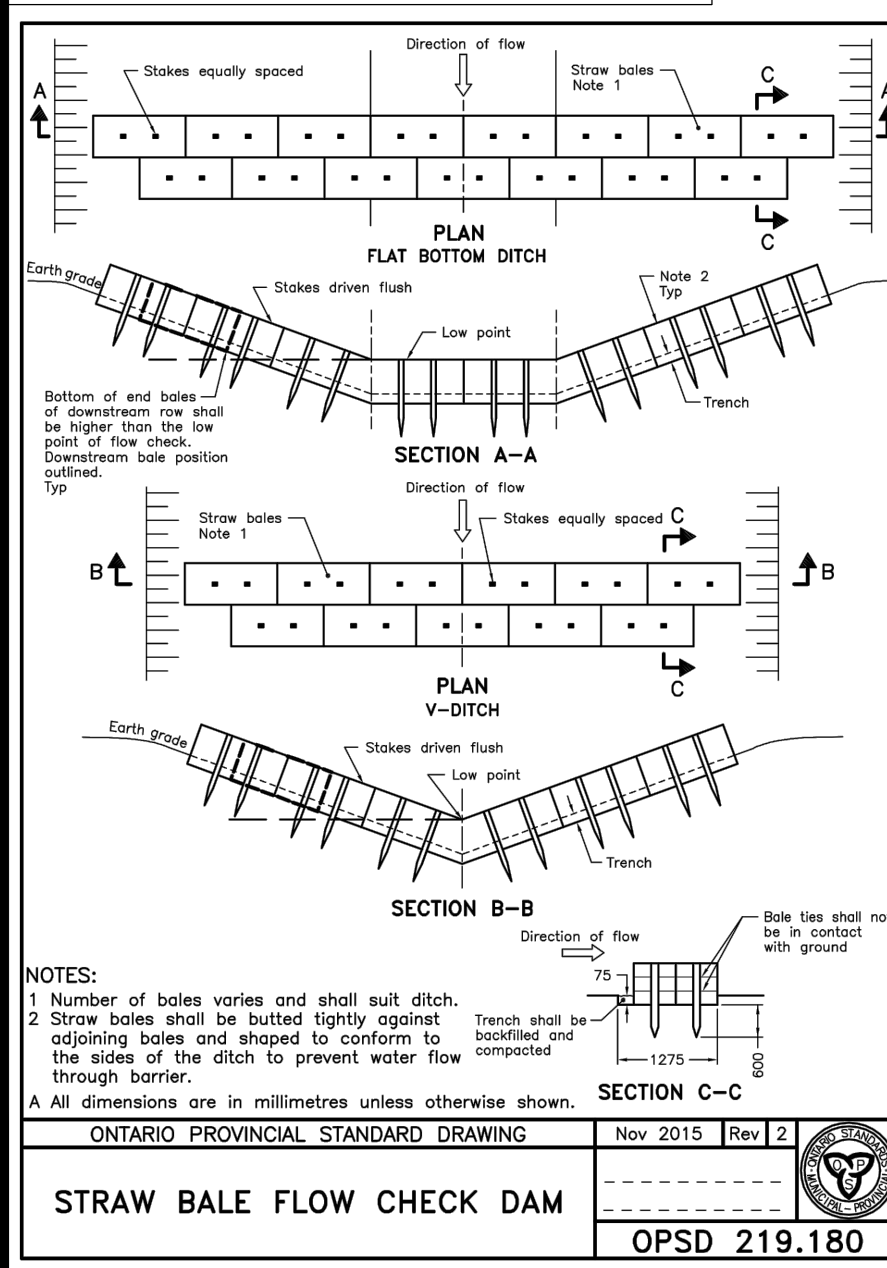 Direction of flow
Stakes equally spaced
Straw bales
Note 1
C
A
A
C
PLAN
FLAT BOTTOM DITCH
Earth grade
Stakes driven flush
Note 2
Typ
Low point
Bottom of end bales
of downstream row shall
be higher than the low
point of flow check.
Downstream bale position
outlined.
Typ
Trench
SECTION A-A
Direction of flow
Straw bales
Note 1
Stakes equally spaced
C
B
B
C
PLAN
V-DITCH
Earth grade
Stakes driven flush
Low point
Trench
SECTION B-B
Direction of flow
Bale ties shall no
be in contact
with ground
75
Trench shall be
backfilled and
compacted
1275
600
SECTION C-C
NOTES:
1 Number of bales varies and shall suit ditch.
2 Straw bales shall be butted tightly against
adjoining bales and shaped to conform to
the sides of the ditch to prevent water flow
through barrier.
A All dimensions are in millimetres unless otherwise shown.
ONTARIO PROVINCIAL STANDARD DRAWING
Nov 2015 Rev 2
STRAW BALE FLOW CHECK DAM
ONTARIO STANDARDS
MUNICIPAL-PROVINCIAL
O P S
OPSD 219.180